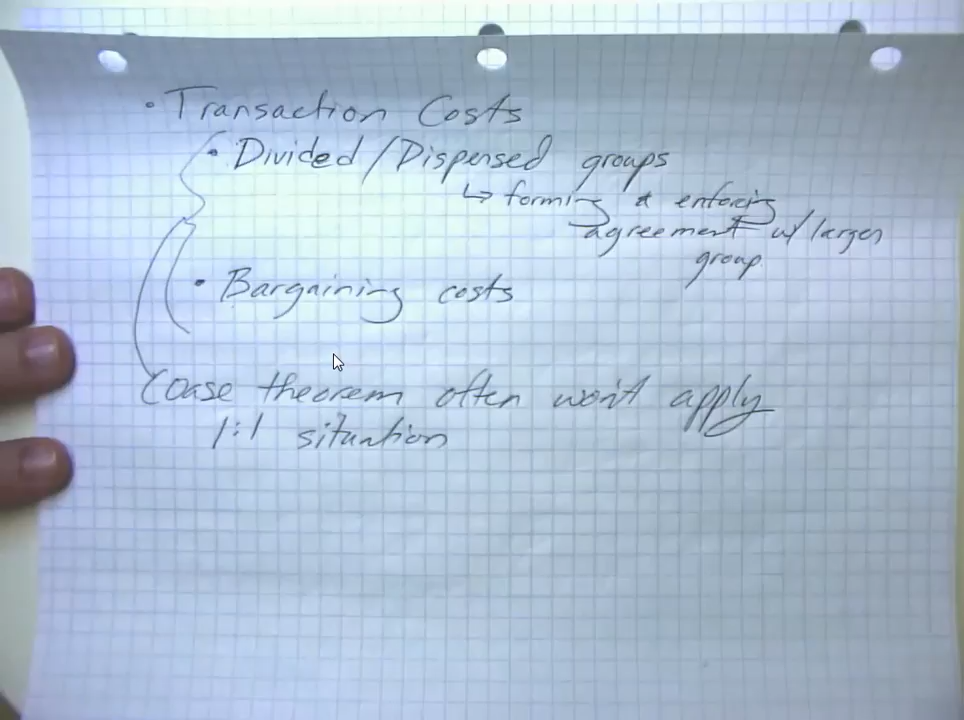 • Transaction Costs
• Divided/Dispersed groups
↳ forming & enforcing
agreement w/ larger
group
• Bargaining costs
Coase theorem often won't apply
1:1 situation